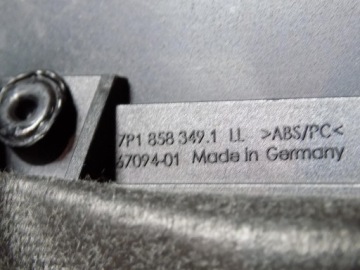 7P1 858 349.1 LL >ABS/PC<
67094-01 Made in Germany